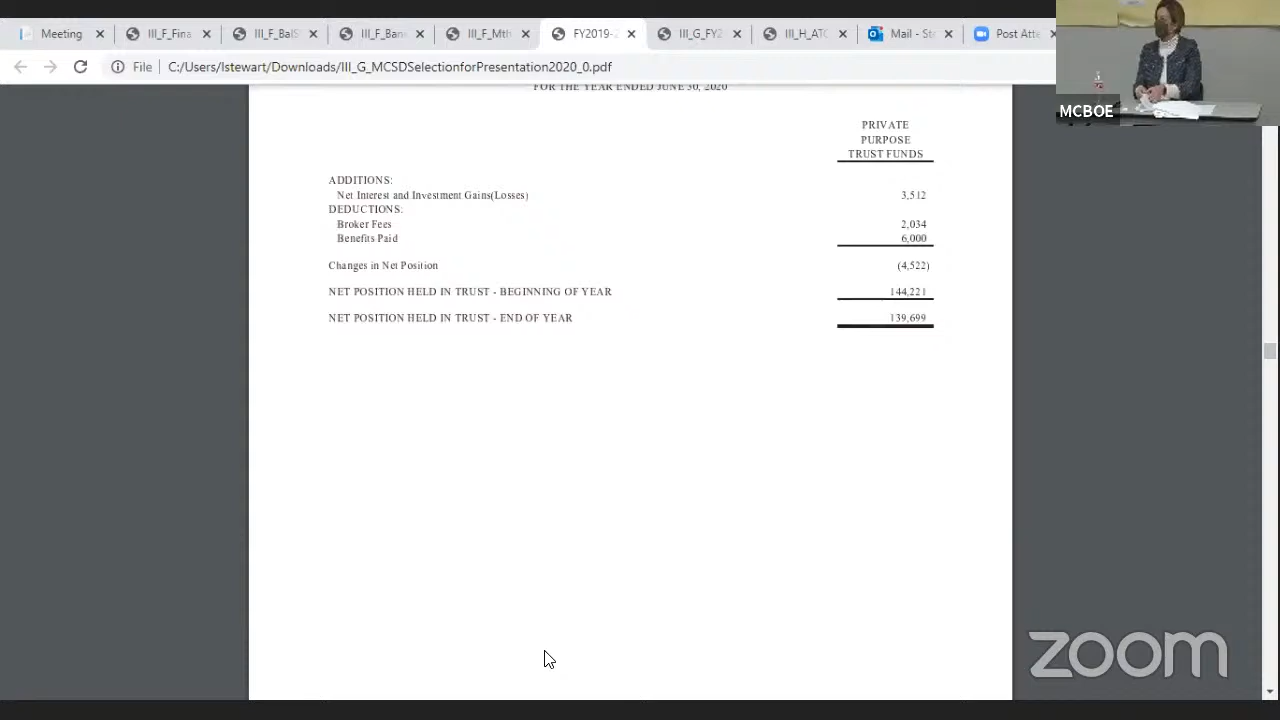 Meeting
III_F_Fina
III_F_BalS
III_F_Ban
III_F_Mth
FY2019-2
III_G_FY2
III_H_ATC
Mail - Ste
Post Atte
File C:/Users/lstewart/Downloads/III_G_MCSDSelectionforPresentation2020_0.pdf
MCBOE
FOR THE YEAR ENDED JUNE 30, 2020
PRIVATE
PURPOSE
TRUST FUNDS
ADDITIONS:
Net Interest and Investment Gains(Losses) 3,512
DEDUCTIONS:
Broker Fees 2,034
Benefits Paid 6,000
Changes in Net Position (4,522)
NET POSITION HELD IN TRUST - BEGINNING OF YEAR 144,221
NET POSITION HELD IN TRUST - END OF YEAR 139,699
zoom